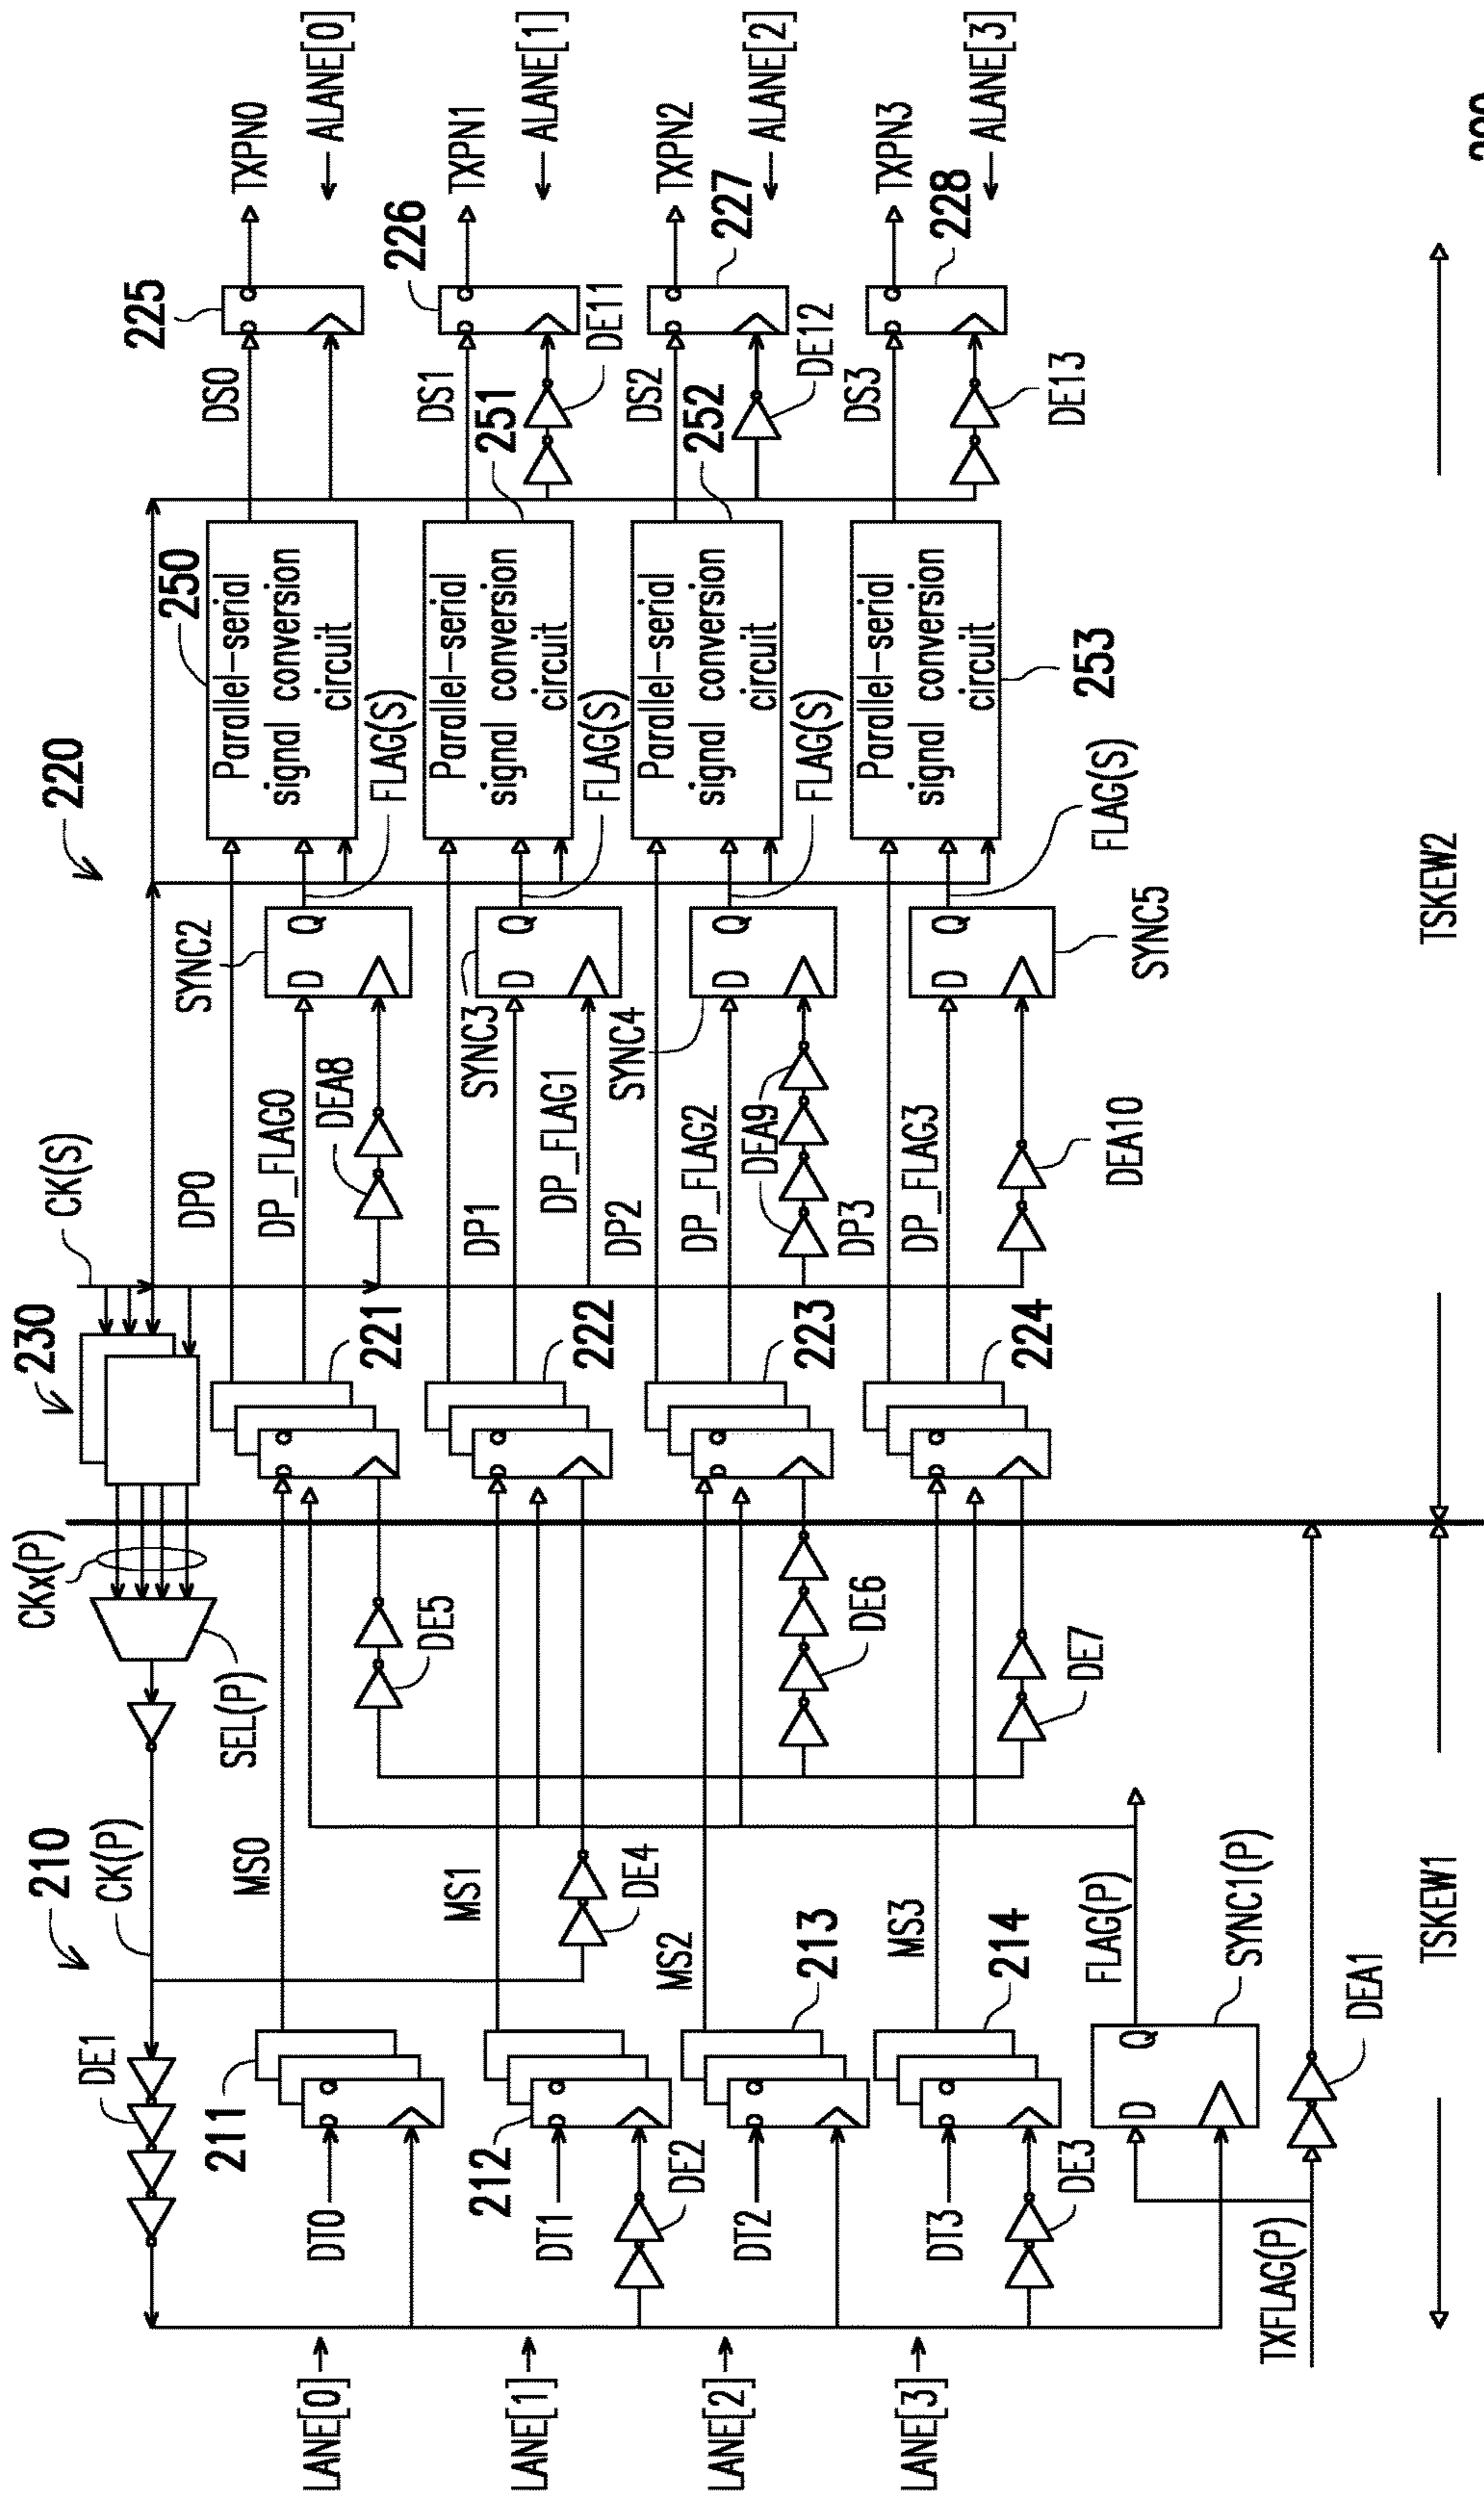 220
210
230
CK(P)
SEL(P)
CKx(P)
CK(S)
DE1
LANE[0]
DT0
211
MS0
DE5
221
DP0
DP_FLAG0
DEA8
SYNC2
D Q
FLAG(S)
250
Parallel-serial
signal conversion
circuit
DS0
225
TXPN0
ALANE[0]
LANE[1]
DT1
212
DE2
MS1
DE4
222
DP1
DP_FLAG1
SYNC3
D Q
FLAG(S)
251
Parallel-serial
signal conversion
circuit
DS1
DE11
226
TXPN1
ALANE[1]
LANE[2]
DT2
213
MS2
DE6
223
DP2
DP_FLAG2
DEA9
SYNC4
D Q
FLAG(S)
252
Parallel-serial
signal conversion
circuit
DS2
DE12
227
TXPN2
ALANE[2]
LANE[3]
DT3
214
DE3
MS3
DE7
224
DP3
DP_FLAG3
DEA10
SYNC5
D Q
FLAG(S)
253
Parallel-serial
signal conversion
circuit
DS3
DE13
228
TXPN3
ALANE[3]
D Q
FLAG(P)
SYNC1(P)
TXFLAG(P)
DEA1
TSKEW1
TSKEW2